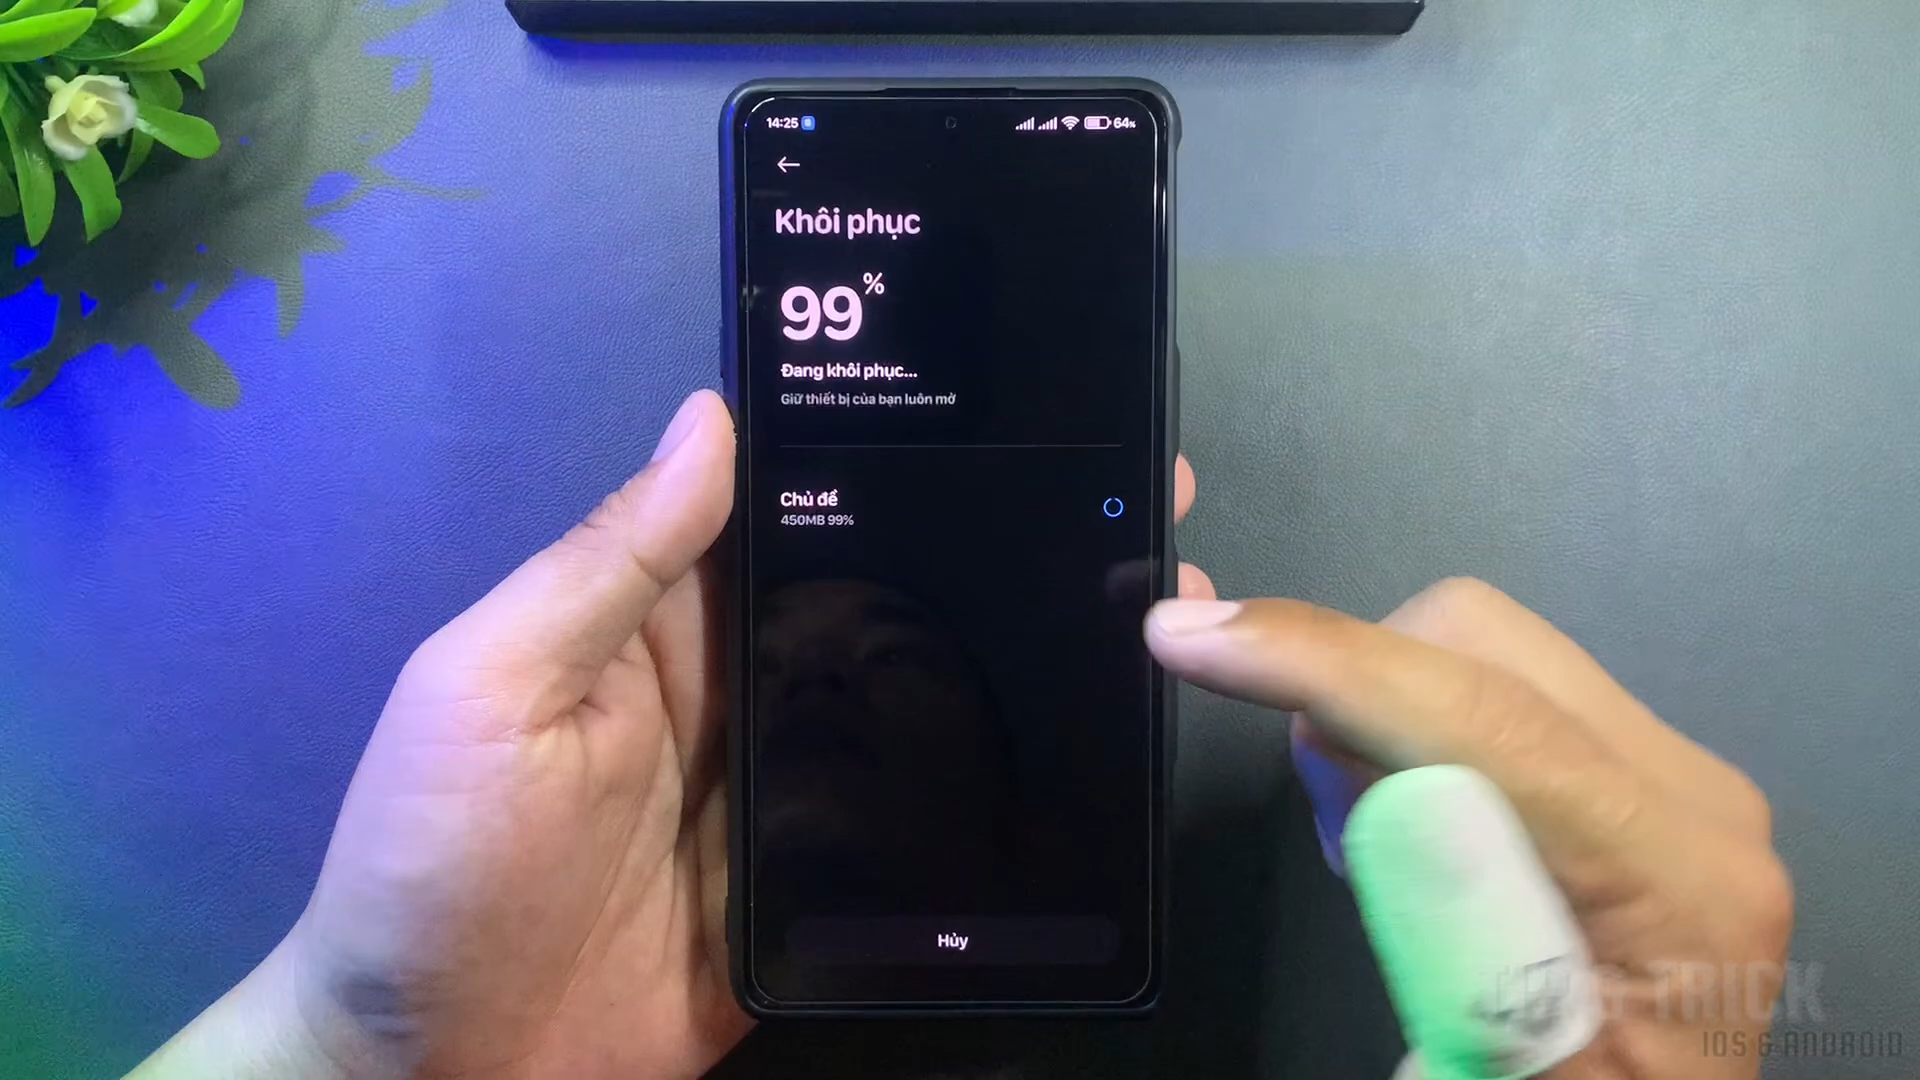 14:25 64%
Khôi phục
99%
Đang khôi phục...
Giữ thiết bị của bạn luôn mở
Chủ đề
450MB 99%
Hủy
TRICK
IOS & ANDROID